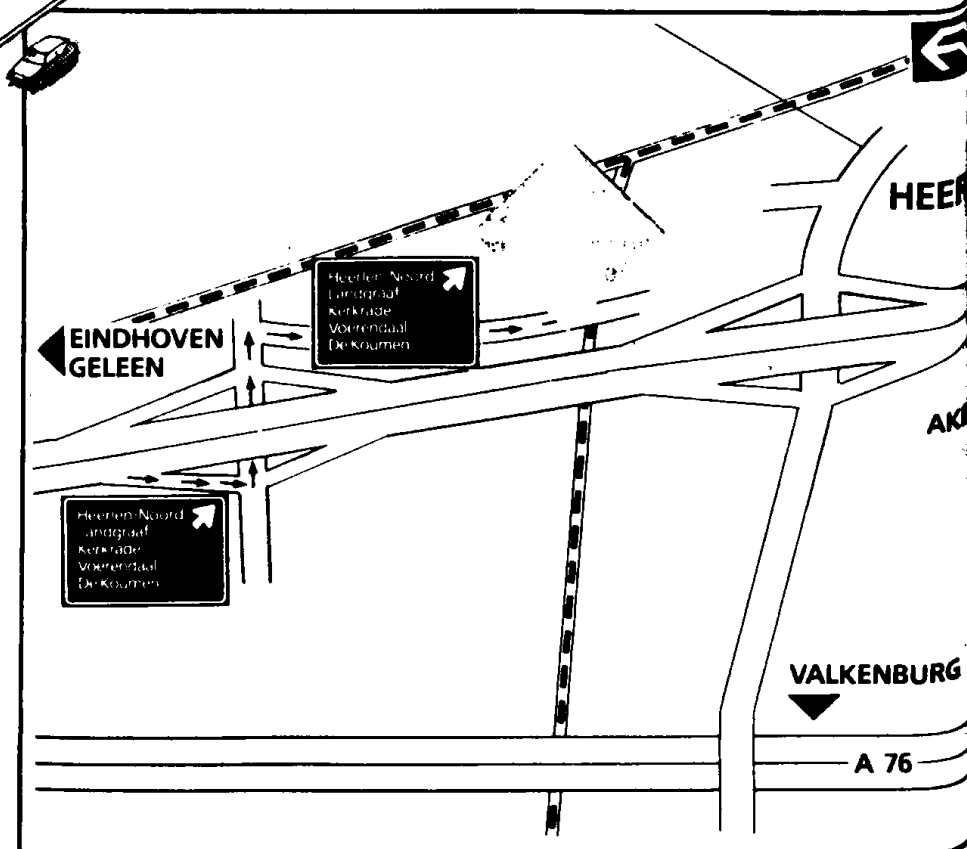 HEER
Heerlen-Noord
Landgraaf
Kerkrade
Voerendaal
De Koumen
EINDHOVEN
GELEEN
AK
Heerlen-Noord
Landgraaf
Kerkrade
Voerendaal
De Koumen
VALKENBURG
A 76